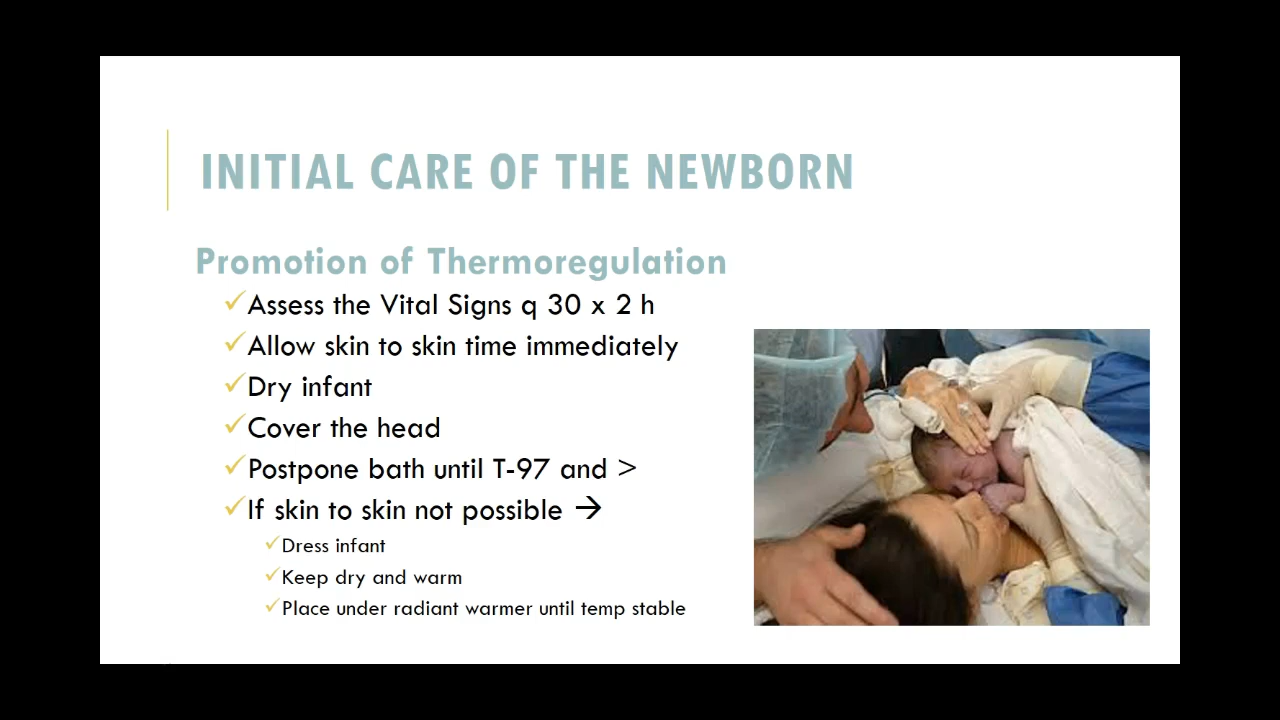 INITIAL CARE OF THE NEWBORN
Promotion of Thermoregulation
✓Assess the Vital Signs q 30 x 2 h
✓Allow skin to skin time immediately
✓Dry infant
✓Cover the head
✓Postpone bath until T-97 and >
✓If skin to skin not possible →
✓Dress infant
✓Keep dry and warm
✓Place under radiant warmer until temp stable